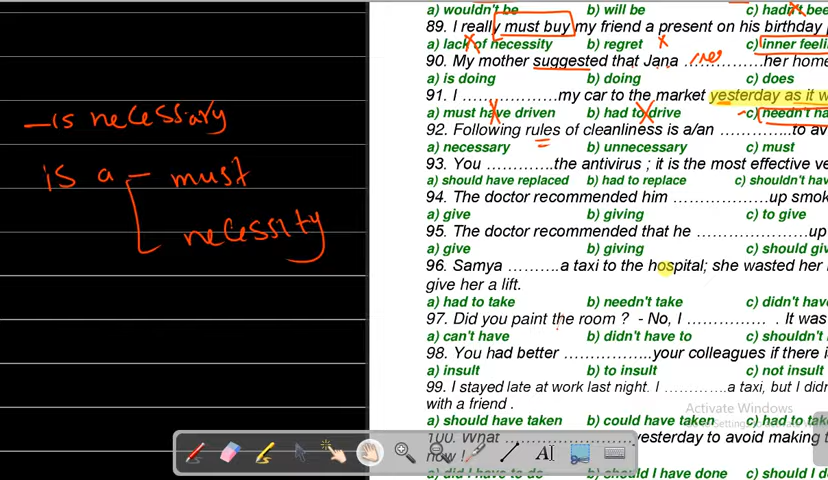 is necessary
is a must
necessity
a) wouldn't be b) will be c) hadn't bee
89. I really must buy my friend a present on his birthday
a) lack of necessity b) regret c) inner feeli
90. My mother suggested that Jana ……………her home
a) is doing b) doing c) does
91. I ………………my car to the market yesterday as it w
a) must have driven b) had to drive c) needn't ha
92. Following rules of cleanliness is a/an …………..to av
a) necessary b) unnecessary c) must
93. You …………the antivirus ; it is the most effective ve
a) should have replaced b) had to replace c) shouldn't
94. The doctor recommended him ………………up smok
a) give b) giving c) to give
95. The doctor recommended that he …………………up
a) give b) giving c) should giv
96. Samya ……….a taxi to the hospital; she wasted her
give her a lift.
a) had to take b) needn't take c) didn't hav
97. Did you paint the room ? - No, I …………… . It was
a) can't have b) didn't have to c) shouldn't
98. You had better ……………..your colleagues if there i
a) insult b) to insult c) not insult
99. I stayed late at work last night. I ………….a taxi, but I didn
with a friend .
a) should have taken b) could have taken c) had to tak
100. What ……………………yesterday to avoid making
now !
a) did I have to do b) should I have done c) should I d
Activate Windows